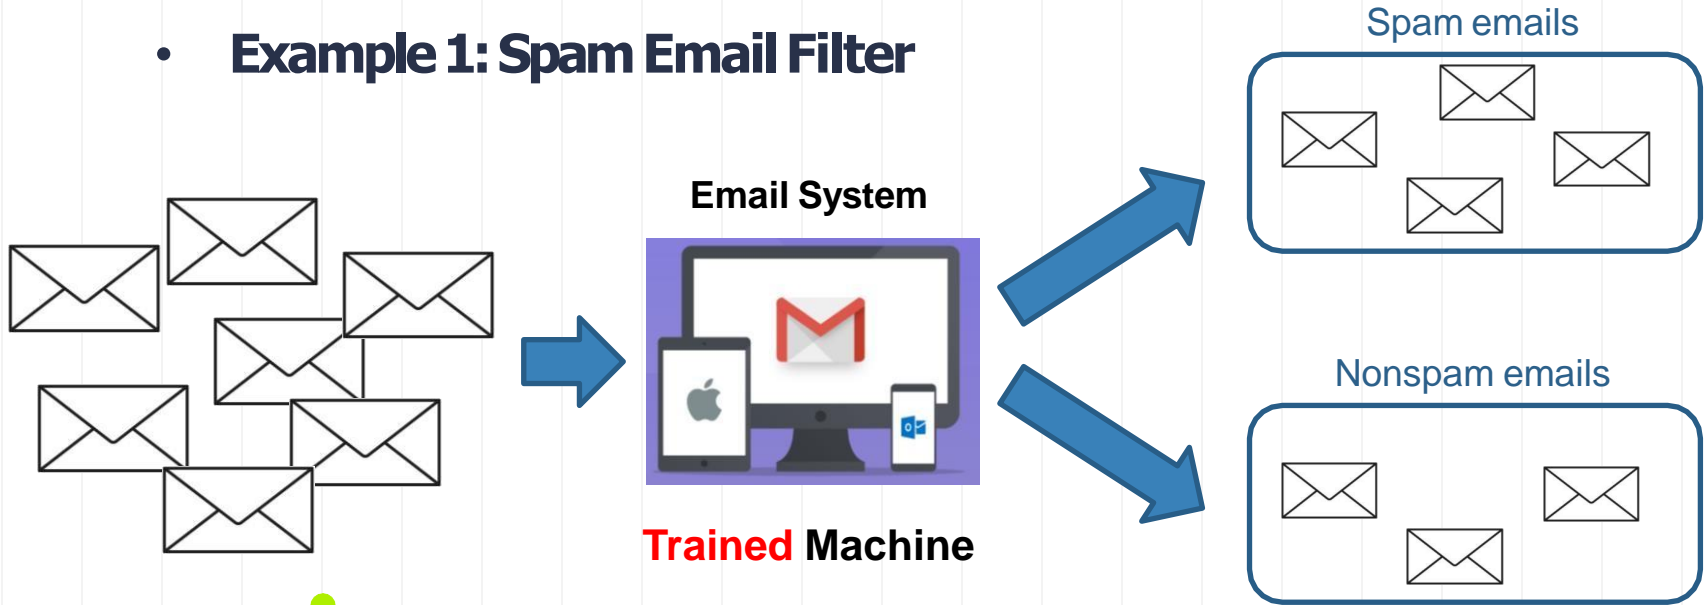 • Example 1: Spam Email Filter
Spam emails
Email System
Nonspam emails
Trained Machine